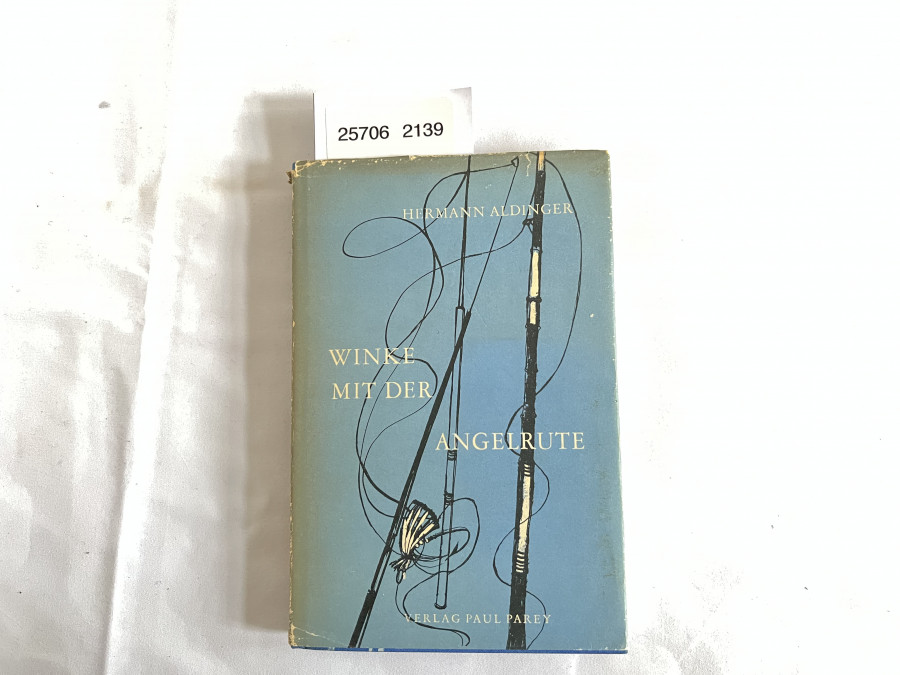 25706 2139
HERMANN ALDINGER
WINKE
MIT DER
ANGELRUTE
VERLAG PAUL PAREY